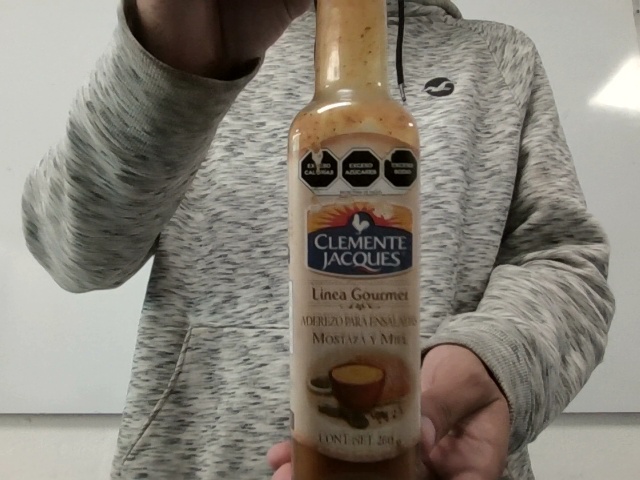 EXCESO CALORÍAS
EXCESO AZÚCARES
EXCESO SODIO
CLEMENTE
JACQUES
Línea Gourmet
ADEREZO PARA ENSALADAS
MOSTAZA Y MIEL
CONT. NET.